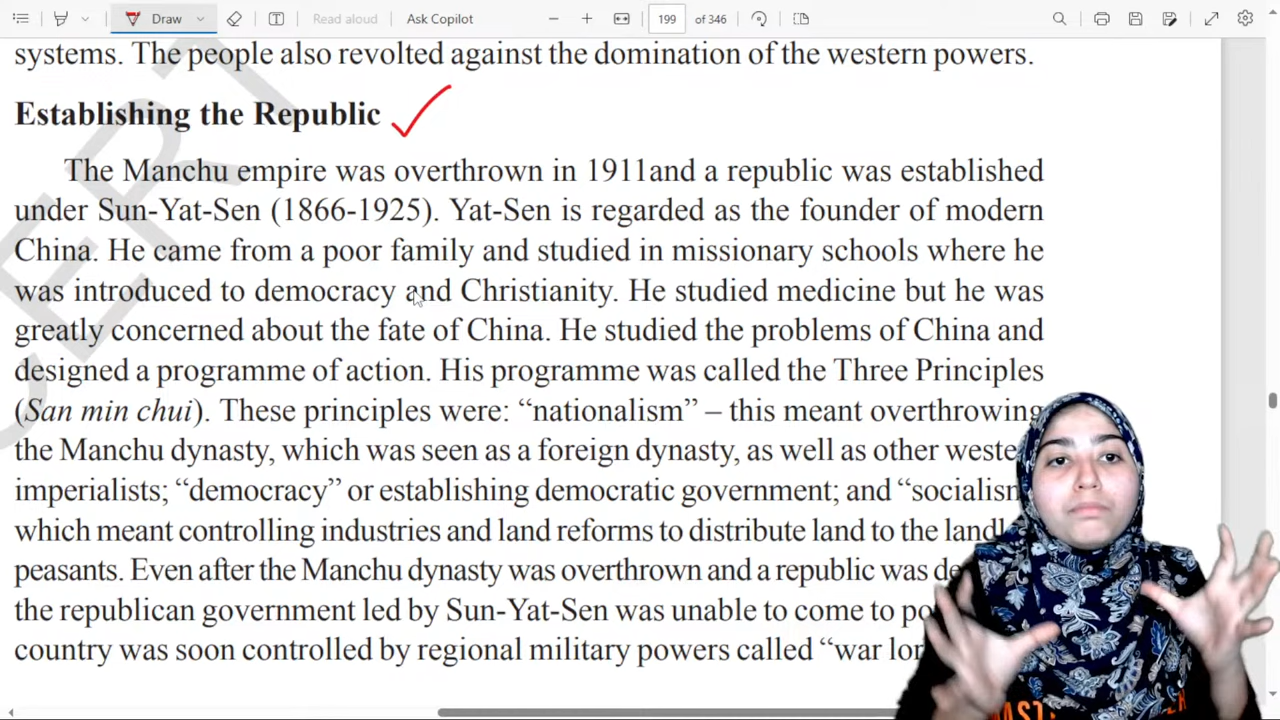 Draw
Read aloud
Ask Copilot
199 of 346
systems. The people also revolted against the domination of the western powers.
Establishing the Republic
The Manchu empire was overthrown in 1911and a republic was established
under Sun-Yat-Sen (1866-1925). Yat-Sen is regarded as the founder of modern
China. He came from a poor family and studied in missionary schools where he
was introduced to democracy and Christianity. He studied medicine but he was
greatly concerned about the fate of China. He studied the problems of China and
designed a programme of action. His programme was called the Three Principles
(San min chui). These principles were: “nationalism” – this meant overthrowing
the Manchu dynasty, which was seen as a foreign dynasty, as well as other
imperialists; “democracy” or establishing democratic government; and
which meant controlling industries and land reforms to distribute land to the
peasants. Even after the Manchu dynasty was overthrown and a republic was
the republican government led by Sun-Yat-Sen was unable to come to
country was soon controlled by regional military powers called “war